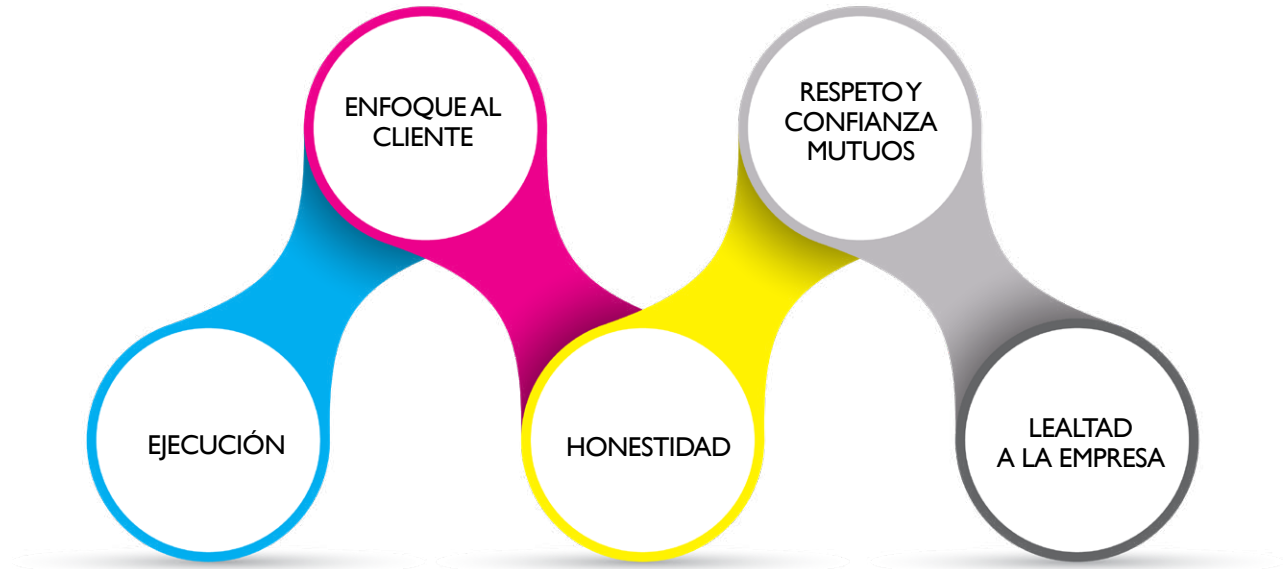 ENFOQUE AL
CLIENTE
RESPETO Y
CONFIANZA
MUTUOS
EJECUCIÓN
HONESTIDAD
LEALTAD
A LA EMPRESA